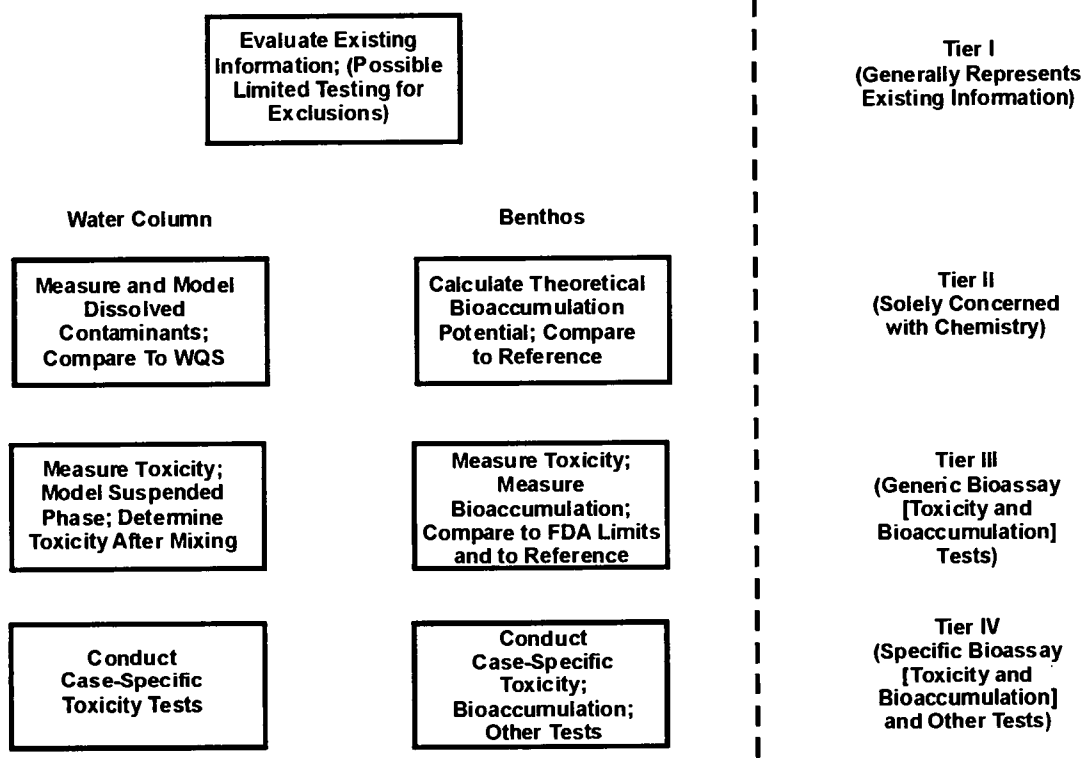 Evaluate Existing
Information; (Possible
Limited Testing for
Exclusions)
Tier I
(Generally Represents
Existing Information)
Water Column
Benthos
Measure and Model
Dissolved
Contaminants;
Compare To WQS
Calculate Theoretical
Bioaccumulation
Potential; Compare
to Reference
Tier II
(Solely Concerned
with Chemistry)
Measure Toxicity;
Model Suspended
Phase; Determine
Toxicity After Mixing
Measure Toxicity;
Measure
Bioaccumulation;
Compare to FDA Limits
and to Reference
Tier III
(Generic Bioassay
[Toxicity and
Bioaccumulation]
Tests)
Conduct
Case-Specific
Toxicity Tests
Conduct
Case-Specific
Toxicity;
Bioaccumulation;
Other Tests
Tier IV
(Specific Bioassay
[Toxicity and
Bioaccumulation]
and Other Tests)